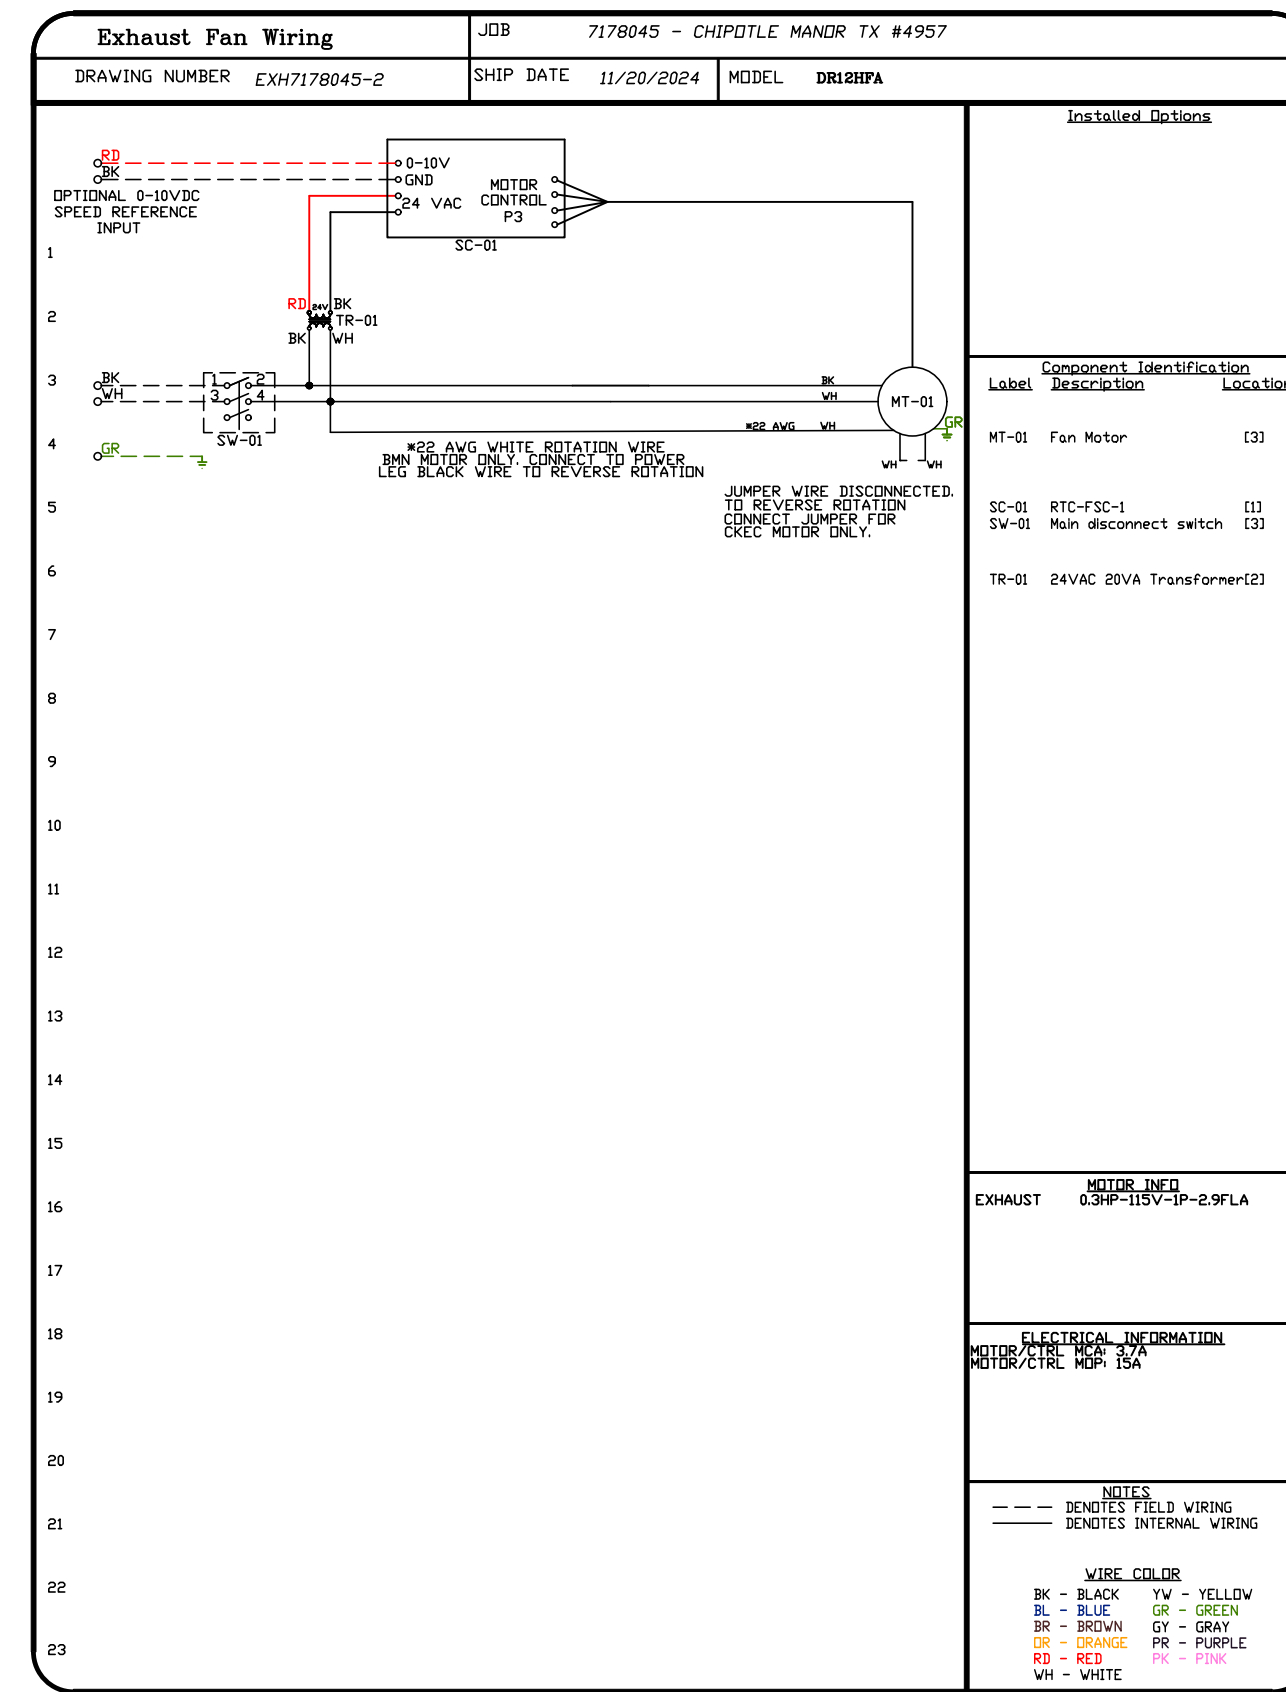 Exhaust Fan Wiring
JOB 7178045 - CHIPOTLE MANOR TX #4957
DRAWING NUMBER EXH7178045-2
SHIP DATE 11/20/2024
MODEL DR12HFA
Installed Options
RD
BK
OPTIONAL 0-10VDC
SPEED REFERENCE
INPUT
0-10V
GND
24 VAC
MOTOR
CONTROL
P3
SC-01
1
2
RD 24V BK
TR-01
BK WH
3
BK
WH
1 2
3 4
SW-01
BK
WH
MT-01
*22 AWG WH
GR
4
GR
WH WH
*22 AWG WHITE ROTATION WIRE
BMN MOTOR ONLY. CONNECT TO POWER
LEG BLACK WIRE TO REVERSE ROTATION
JUMPER WIRE DISCONNECTED.
TO REVERSE ROTATION
CONNECT JUMPER FOR
CKEC MOTOR ONLY.
5
6
7
8
9
10
11
12
13
14
15
16
17
18
19
20
21
22
23
Component Identification
Label Description Location
MT-01 Fan Motor [3]
SC-01 RTC-FSC-1 [1]
SW-01 Main disconnect switch [3]
TR-01 24VAC 20VA Transformer[2]
MOTOR INFO
EXHAUST 0.3HP-115V-1P-2.9FLA
ELECTRICAL INFORMATION
MOTOR/CTRL MCA: 3.7A
MOTOR/CTRL MOP: 15A
NOTES
DENOTES FIELD WIRING
DENOTES INTERNAL WIRING
WIRE COLOR
BK - BLACK YW - YELLOW
BL - BLUE GR - GREEN
BR - BROWN GY - GRAY
OR - ORANGE PR - PURPLE
RD - RED PK - PINK
WH - WHITE